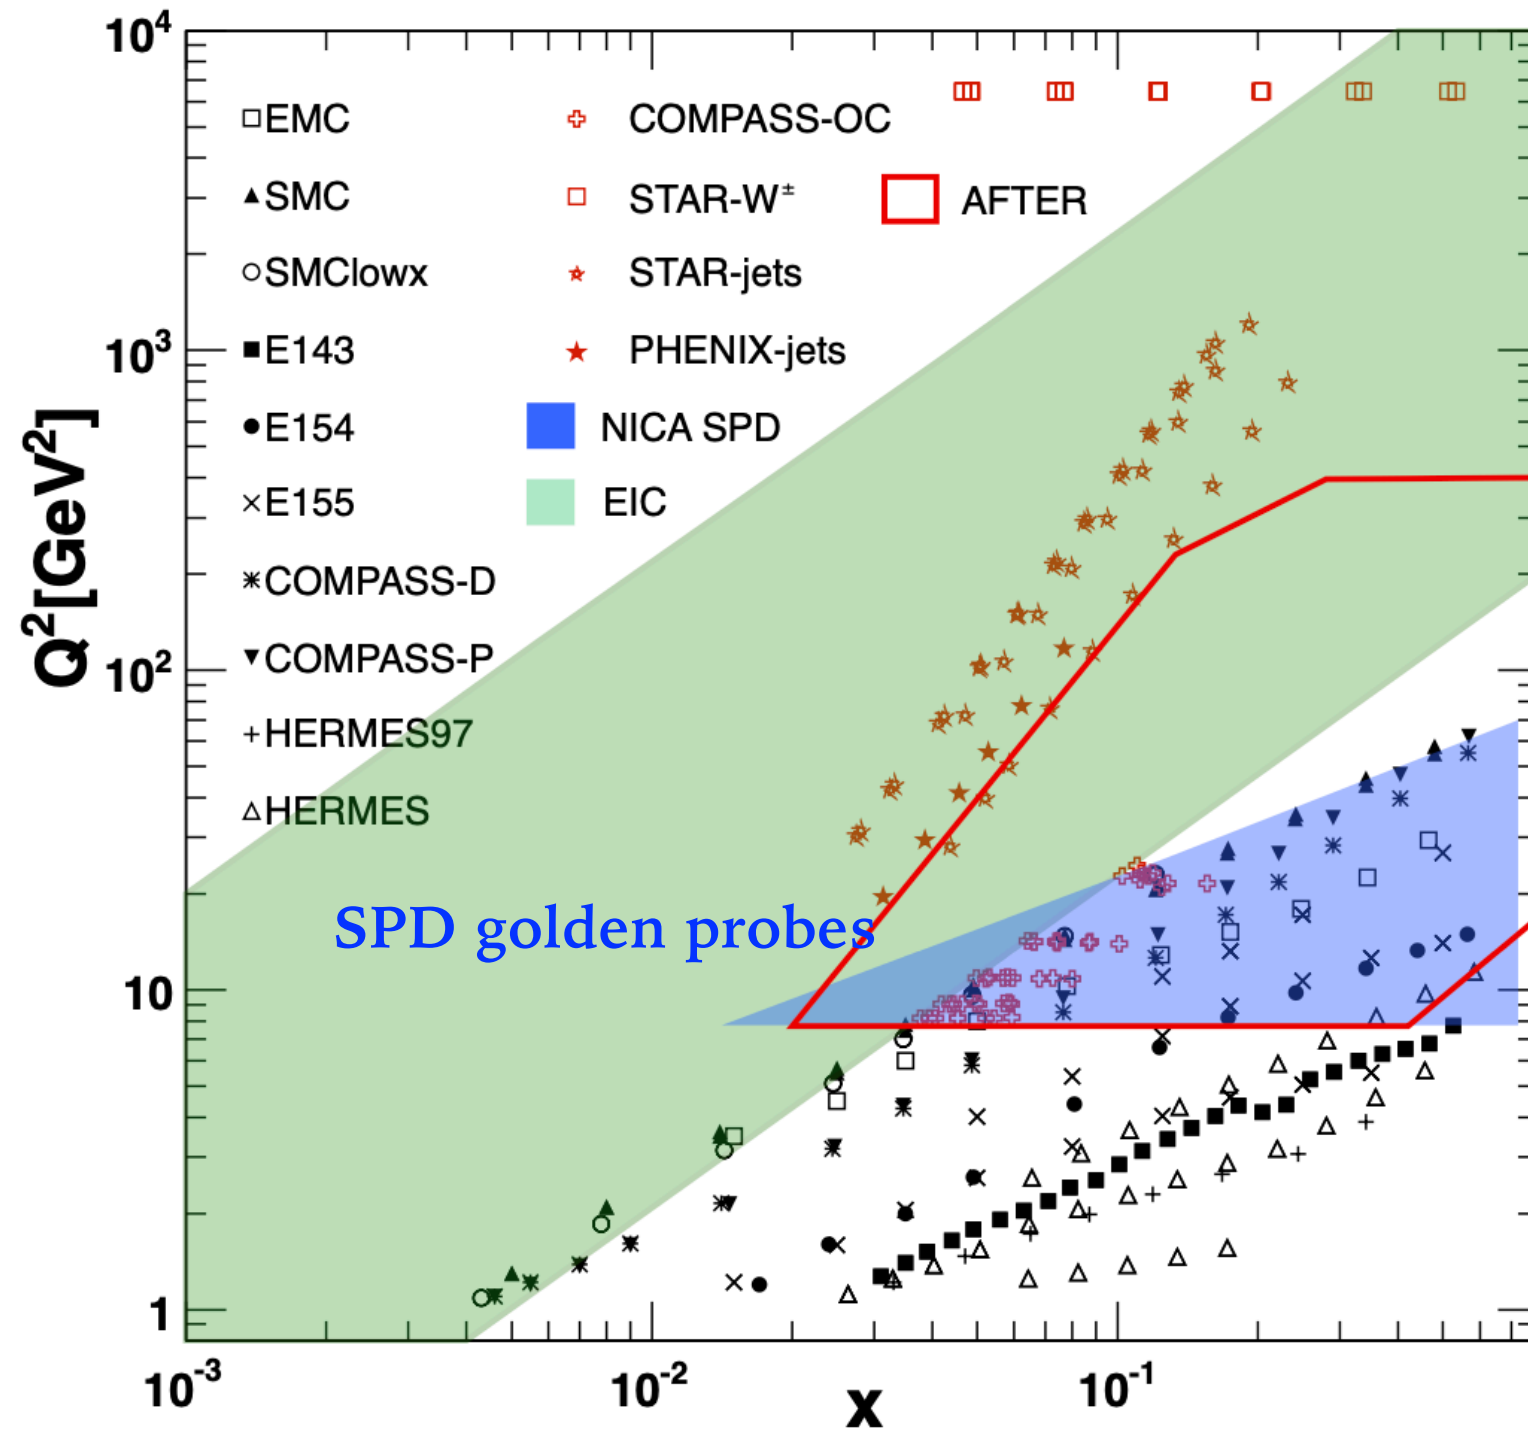 10⁴
EMC
COMPASS-OC
SMC
STAR-W±
AFTER
SMClowx
STAR-jets
10³
E143
PHENIX-jets
E154
NICA SPD
E155
EIC
COMPASS-D
COMPASS-P
10²
HERMES97
HERMES
Q²[GeV²]
SPD golden probes
10
1
10⁻³
10⁻²
10⁻¹
x